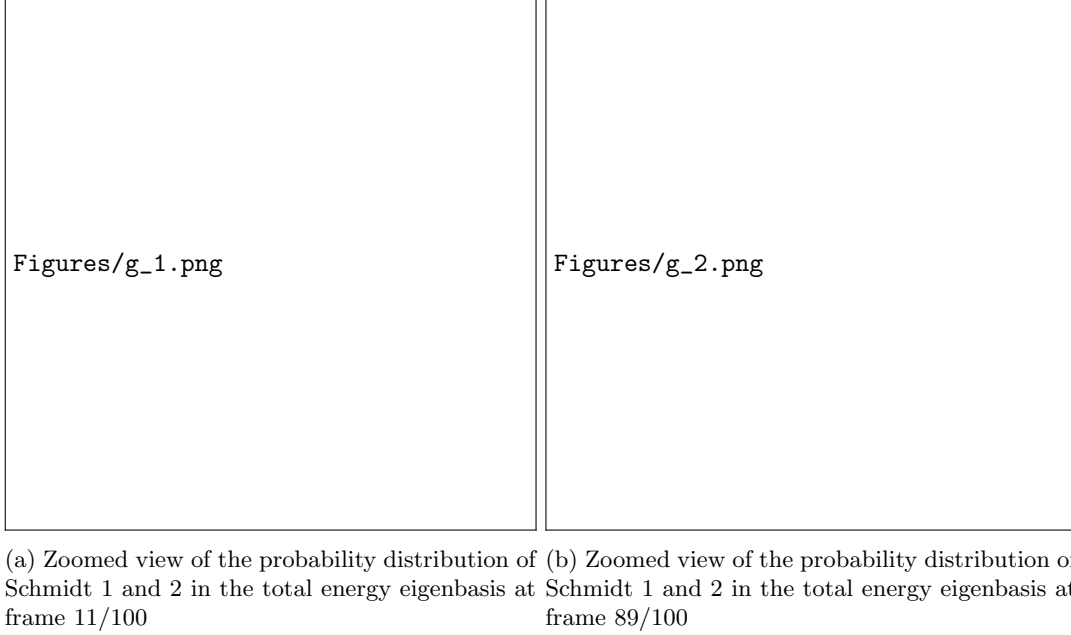 Figures/g_1.png
Figures/g_2.png
(a) Zoomed view of the probability distribution of
Schmidt 1 and 2 in the total energy eigenbasis at
frame 11/100
(b) Zoomed view of the probability distribution o
Schmidt 1 and 2 in the total energy eigenbasis at
frame 89/100